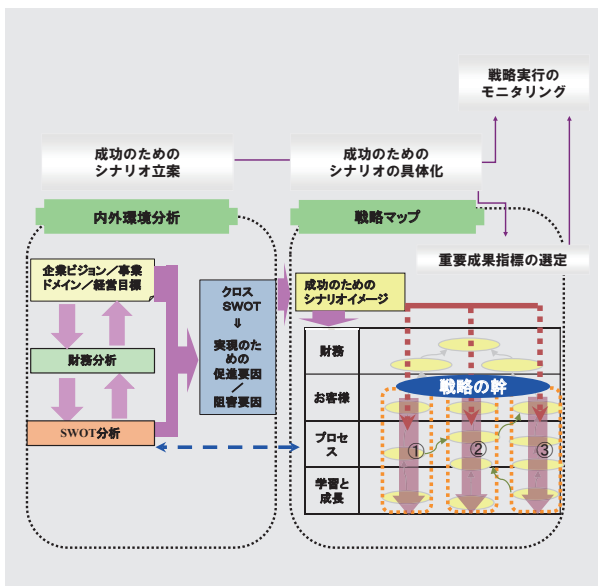 戦略実行の
モニタリング
成功のための
シナリオ立案
成功のための
シナリオの具体化
内外環境分析
戦略マップ
重要成果指標の選定
企業ビジョン／事業
ドメイン／経営目標
財務分析
SWOT分析
クロス
SWOT
⇓
実現のた
めの
促進要因
／
阻害要因
成功のための
シナリオイメージ
財務
戦略の幹
お客様
プロセ
ス
①
②
③
学習と
成長